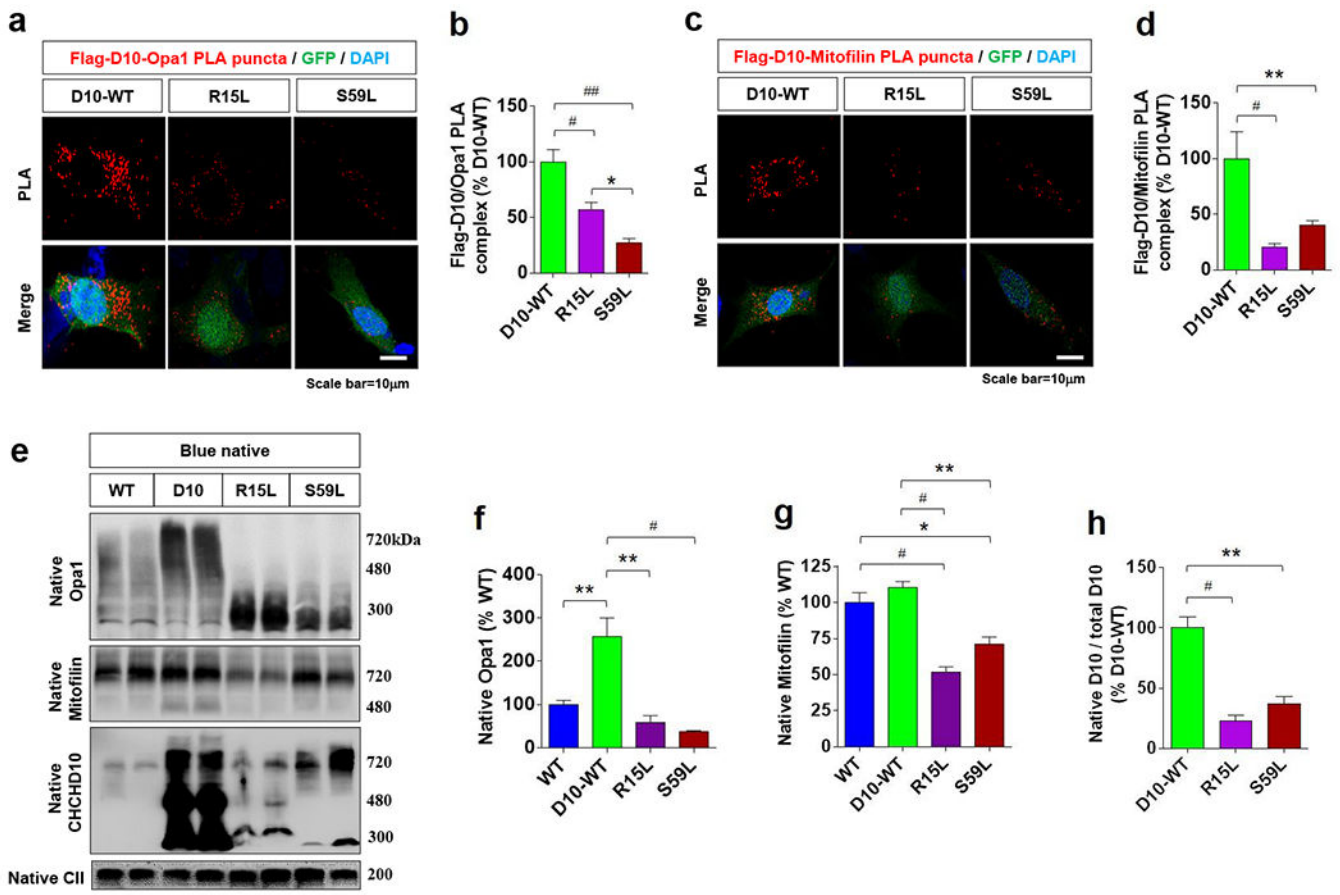 a
Flag-D10-Opa1 PLA puncta / GFP / DAPI
D10-WT R15L S59L
PLA
Merge
Scale bar=10μm
b
Flag-D10/Opa1 PLA
complex (% D10-WT)
150
100
50
0
##
#
*
D10-WT R15L S59L
c
Flag-D10-Mitofilin PLA puncta / GFP / DAPI
D10-WT R15L S59L
PLA
Merge
Scale bar=10μm
d
Flag-D10/Mitofilin PLA
complex (% D10-WT)
150
100
50
0
**
#
D10-WT R15L S59L
e
Blue native
WT D10 R15L S59L
Native
Opa1
720kDa
480
300
Native
Mitofilin
720
480
Native
CHCHD10
720
480
300
Native CII 200
f
Native Opa1 (% WT)
400
300
200
100
0
#
**
**
WT D10-WT R15L S59L
g
Native Mitofilin (% WT)
125
100
75
50
25
0
**
#
*
#
WT D10-WT R15L S59L
h
Native D10 / total D10
(% D10-WT)
150
100
50
0
**
#
D10-WT R15L S59L